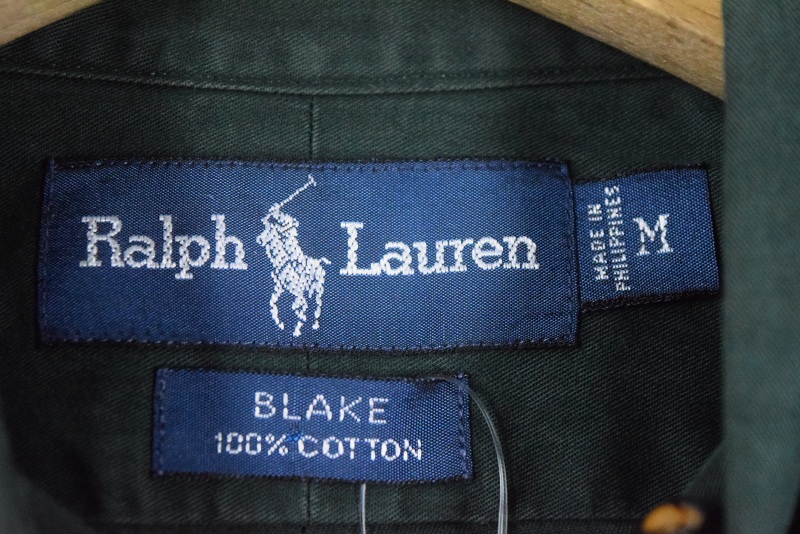 Ralph Lauren
MADE IN
PHILIPPINES
M
BLAKE
100% COTTON